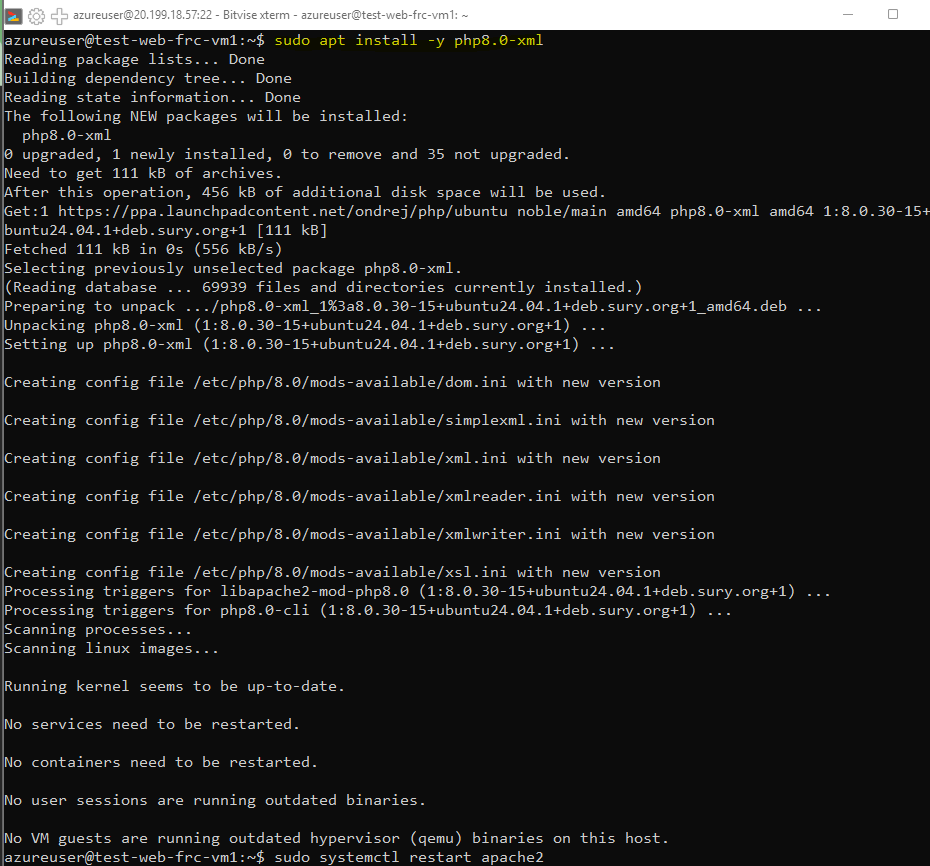 azureuser@20.199.18.57:22 - Bitvise xterm - azureuser@test-web-frc-vm1: ~
azureuser@test-web-frc-vm1:~$ sudo apt install -y php8.0-xml
Reading package lists... Done
Building dependency tree... Done
Reading state information... Done
The following NEW packages will be installed:
  php8.0-xml
0 upgraded, 1 newly installed, 0 to remove and 35 not upgraded.
Need to get 111 kB of archives.
After this operation, 456 kB of additional disk space will be used.
Get:1 https://ppa.launchpadcontent.net/ondrej/php/ubuntu noble/main amd64 php8.0-xml amd64 1:8.0.30-15+
buntu24.04.1+deb.sury.org+1 [111 kB]
Fetched 111 kB in 0s (556 kB/s)
Selecting previously unselected package php8.0-xml.
(Reading database ... 69939 files and directories currently installed.)
Preparing to unpack .../php8.0-xml_1%3a8.0.30-15+ubuntu24.04.1+deb.sury.org+1_amd64.deb ...
Unpacking php8.0-xml (1:8.0.30-15+ubuntu24.04.1+deb.sury.org+1) ...
Setting up php8.0-xml (1:8.0.30-15+ubuntu24.04.1+deb.sury.org+1) ...

Creating config file /etc/php/8.0/mods-available/dom.ini with new version

Creating config file /etc/php/8.0/mods-available/simplexml.ini with new version

Creating config file /etc/php/8.0/mods-available/xml.ini with new version

Creating config file /etc/php/8.0/mods-available/xmlreader.ini with new version

Creating config file /etc/php/8.0/mods-available/xmlwriter.ini with new version

Creating config file /etc/php/8.0/mods-available/xsl.ini with new version
Processing triggers for libapache2-mod-php8.0 (1:8.0.30-15+ubuntu24.04.1+deb.sury.org+1) ...
Processing triggers for php8.0-cli (1:8.0.30-15+ubuntu24.04.1+deb.sury.org+1) ...
Scanning processes...
Scanning linux images...

Running kernel seems to be up-to-date.

No services need to be restarted.

No containers need to be restarted.

No user sessions are running outdated binaries.

No VM guests are running outdated hypervisor (qemu) binaries on this host.
azureuser@test-web-frc-vm1:~$ sudo systemctl restart apache2